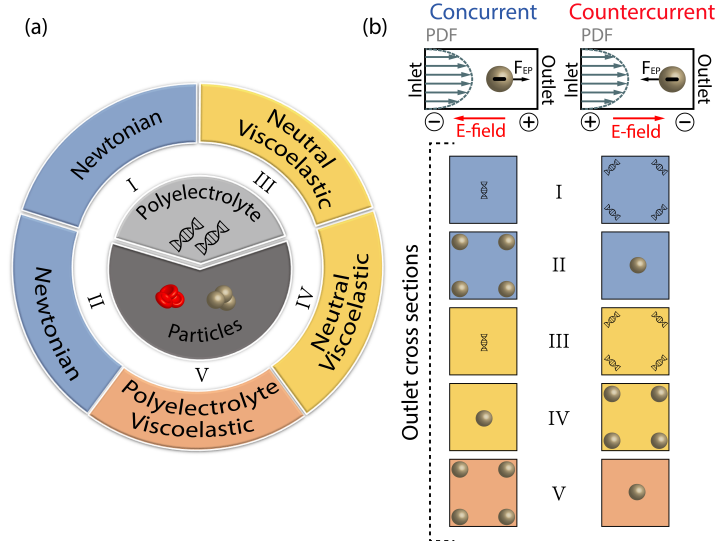 (a)
Newtonian
Neutral
Viscoelastic
I
III
Polyelectrolyte
Newtonian
II
Particles
IV
Neutral
Viscoelastic
V
Polyelectrolyte
Viscoelastic
(b)
Concurrent
Countercurrent
PDF
PDF
Inlet
FEP
Outlet
Inlet
FEP
Outlet
− E-field +
+ E-field −
Outlet cross sections
I
II
III
IV
V